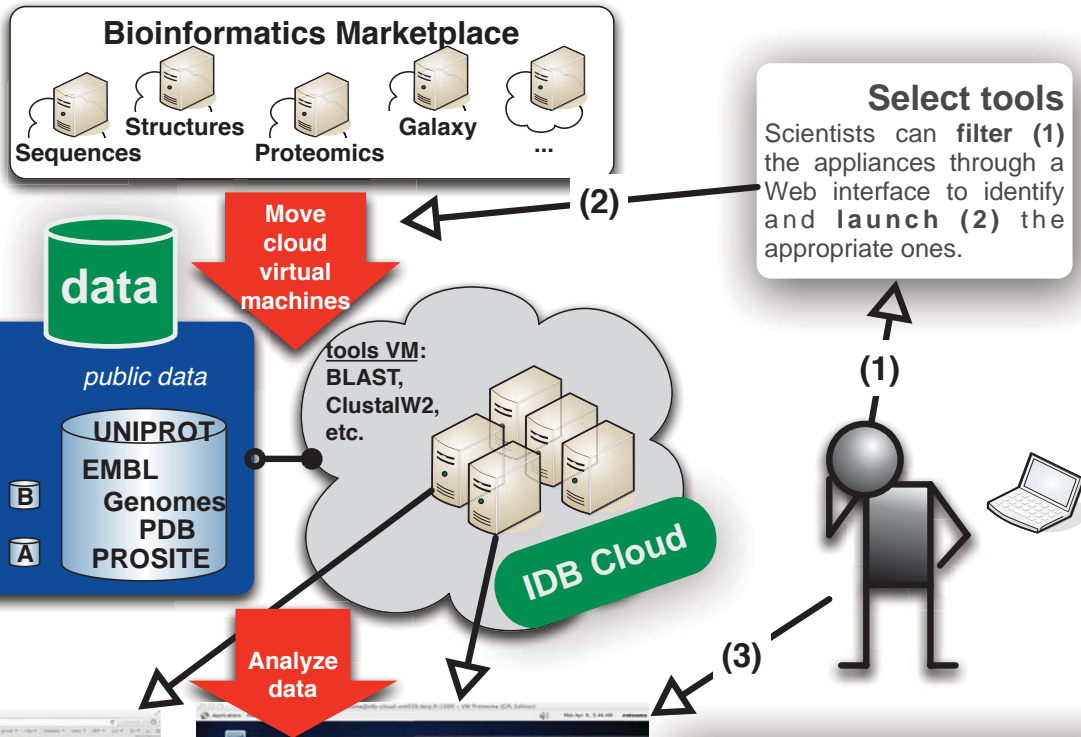 Bioinformatics Marketplace
Sequences
Structures
Proteomics
Galaxy
...
Select tools
Scientists can filter (1)
the appliances through a
Web interface to identify
and launch (2) the
appropriate ones.
(2)
Move
cloud
virtual
machines
data
public data
UNIPROT
EMBL
Genomes
PDB
PROSITE
B
A
tools VM:
BLAST,
ClustalW2,
etc.
IDB Cloud
(1)
(3)
Analyze
data
Applications